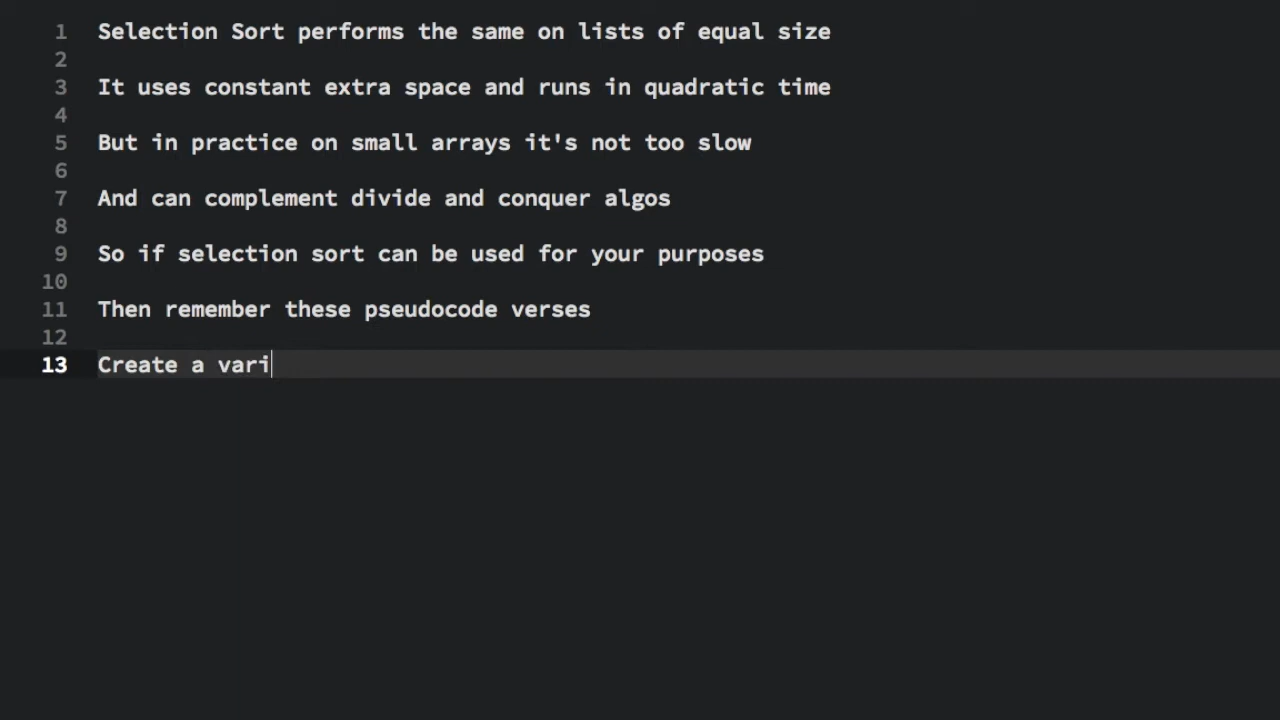 1 Selection Sort performs the same on lists of equal size
2
3 It uses constant extra space and runs in quadratic time
4
5 But in practice on small arrays it's not too slow
6
7 And can complement divide and conquer algos
8
9 So if selection sort can be used for your purposes
10
11 Then remember these pseudocode verses
12
13 Create a vari